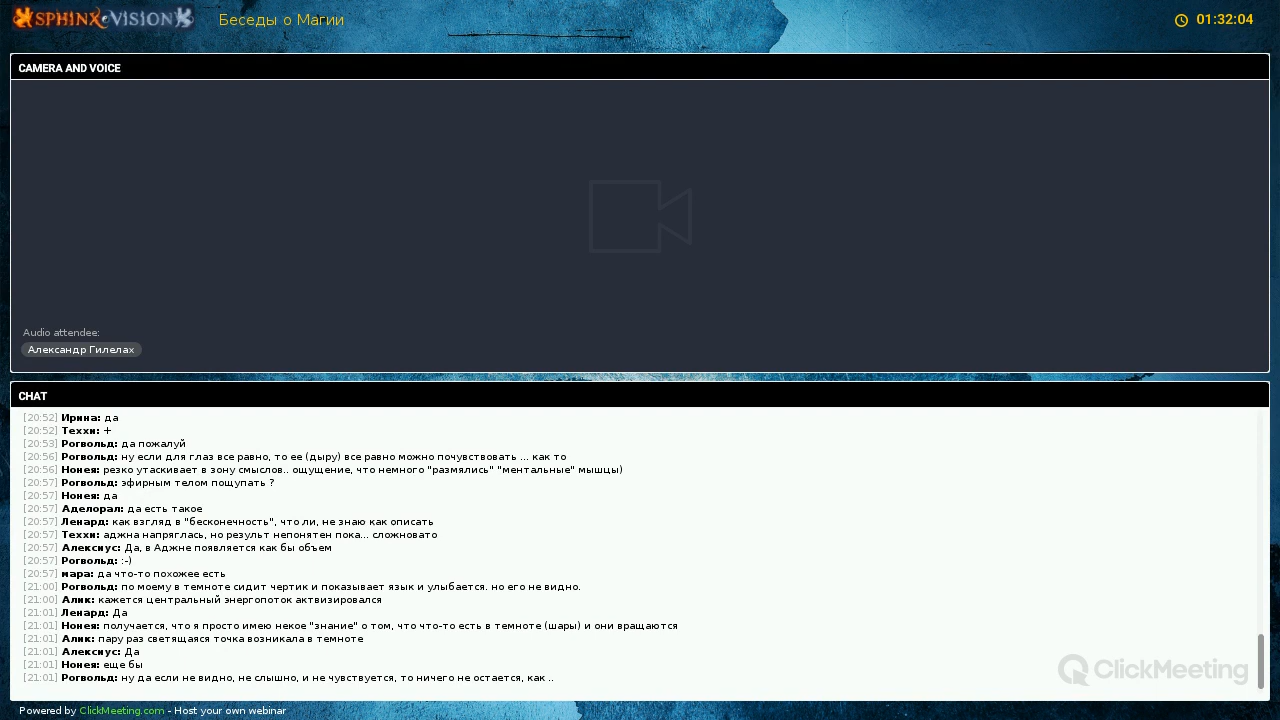 SPHINX VISION Беседы о Магии 01:32:04
CAMERA AND VOICE
Audio attendee:
Александр Гилелах
CHAT
[20:52] Ирина: да
[20:52] Теххи: +
[20:53] Рогвольд: да пожалуй
[20:56] Рогвольд: ну если для глаз все равно, то ее (дыру) все равно можно почувствовать ... как то
[20:56] Нонея: резко утаскивает в зону смыслов.. ощущение, что немного "размялись" "ментальные" мышцы)
[20:57] Рогвольд: эфирным телом пощупать ?
[20:57] Нонея: да
[20:57] Аделорал: да есть такое
[20:57] Ленард: как взгляд в "бесконечность", что ли, не знаю как описать
[20:57] Теххи: аджна напряглась, но результ непонятен пока... сложновато
[20:57] Алексиус: Да, в Аджне появляется как бы объем
[20:57] Рогвольд: :-)
[20:57] мара: да что-то похожее есть
[21:00] Рогвольд: по моему в темноте сидит чертик и показывает язык и улыбается. но его не видно.
[21:00] Алик: кажется центральный энергопоток актвизировался
[21:01] Ленард: Да
[21:01] Нонея: получается, что я просто имею некое "знание" о том, что что-то есть в темноте (шары) и они вращаются
[21:01] Алик: пару раз светящаяся точка возникала в темноте
[21:01] Алексиус: Да
[21:01] Нонея: еще бы
[21:01] Рогвольд: ну да если не видно, не слышно, и не чувствуется, то ничего не остается, как ..
ClickMeeting
Powered by ClickMeeting.com - Host your own webinar